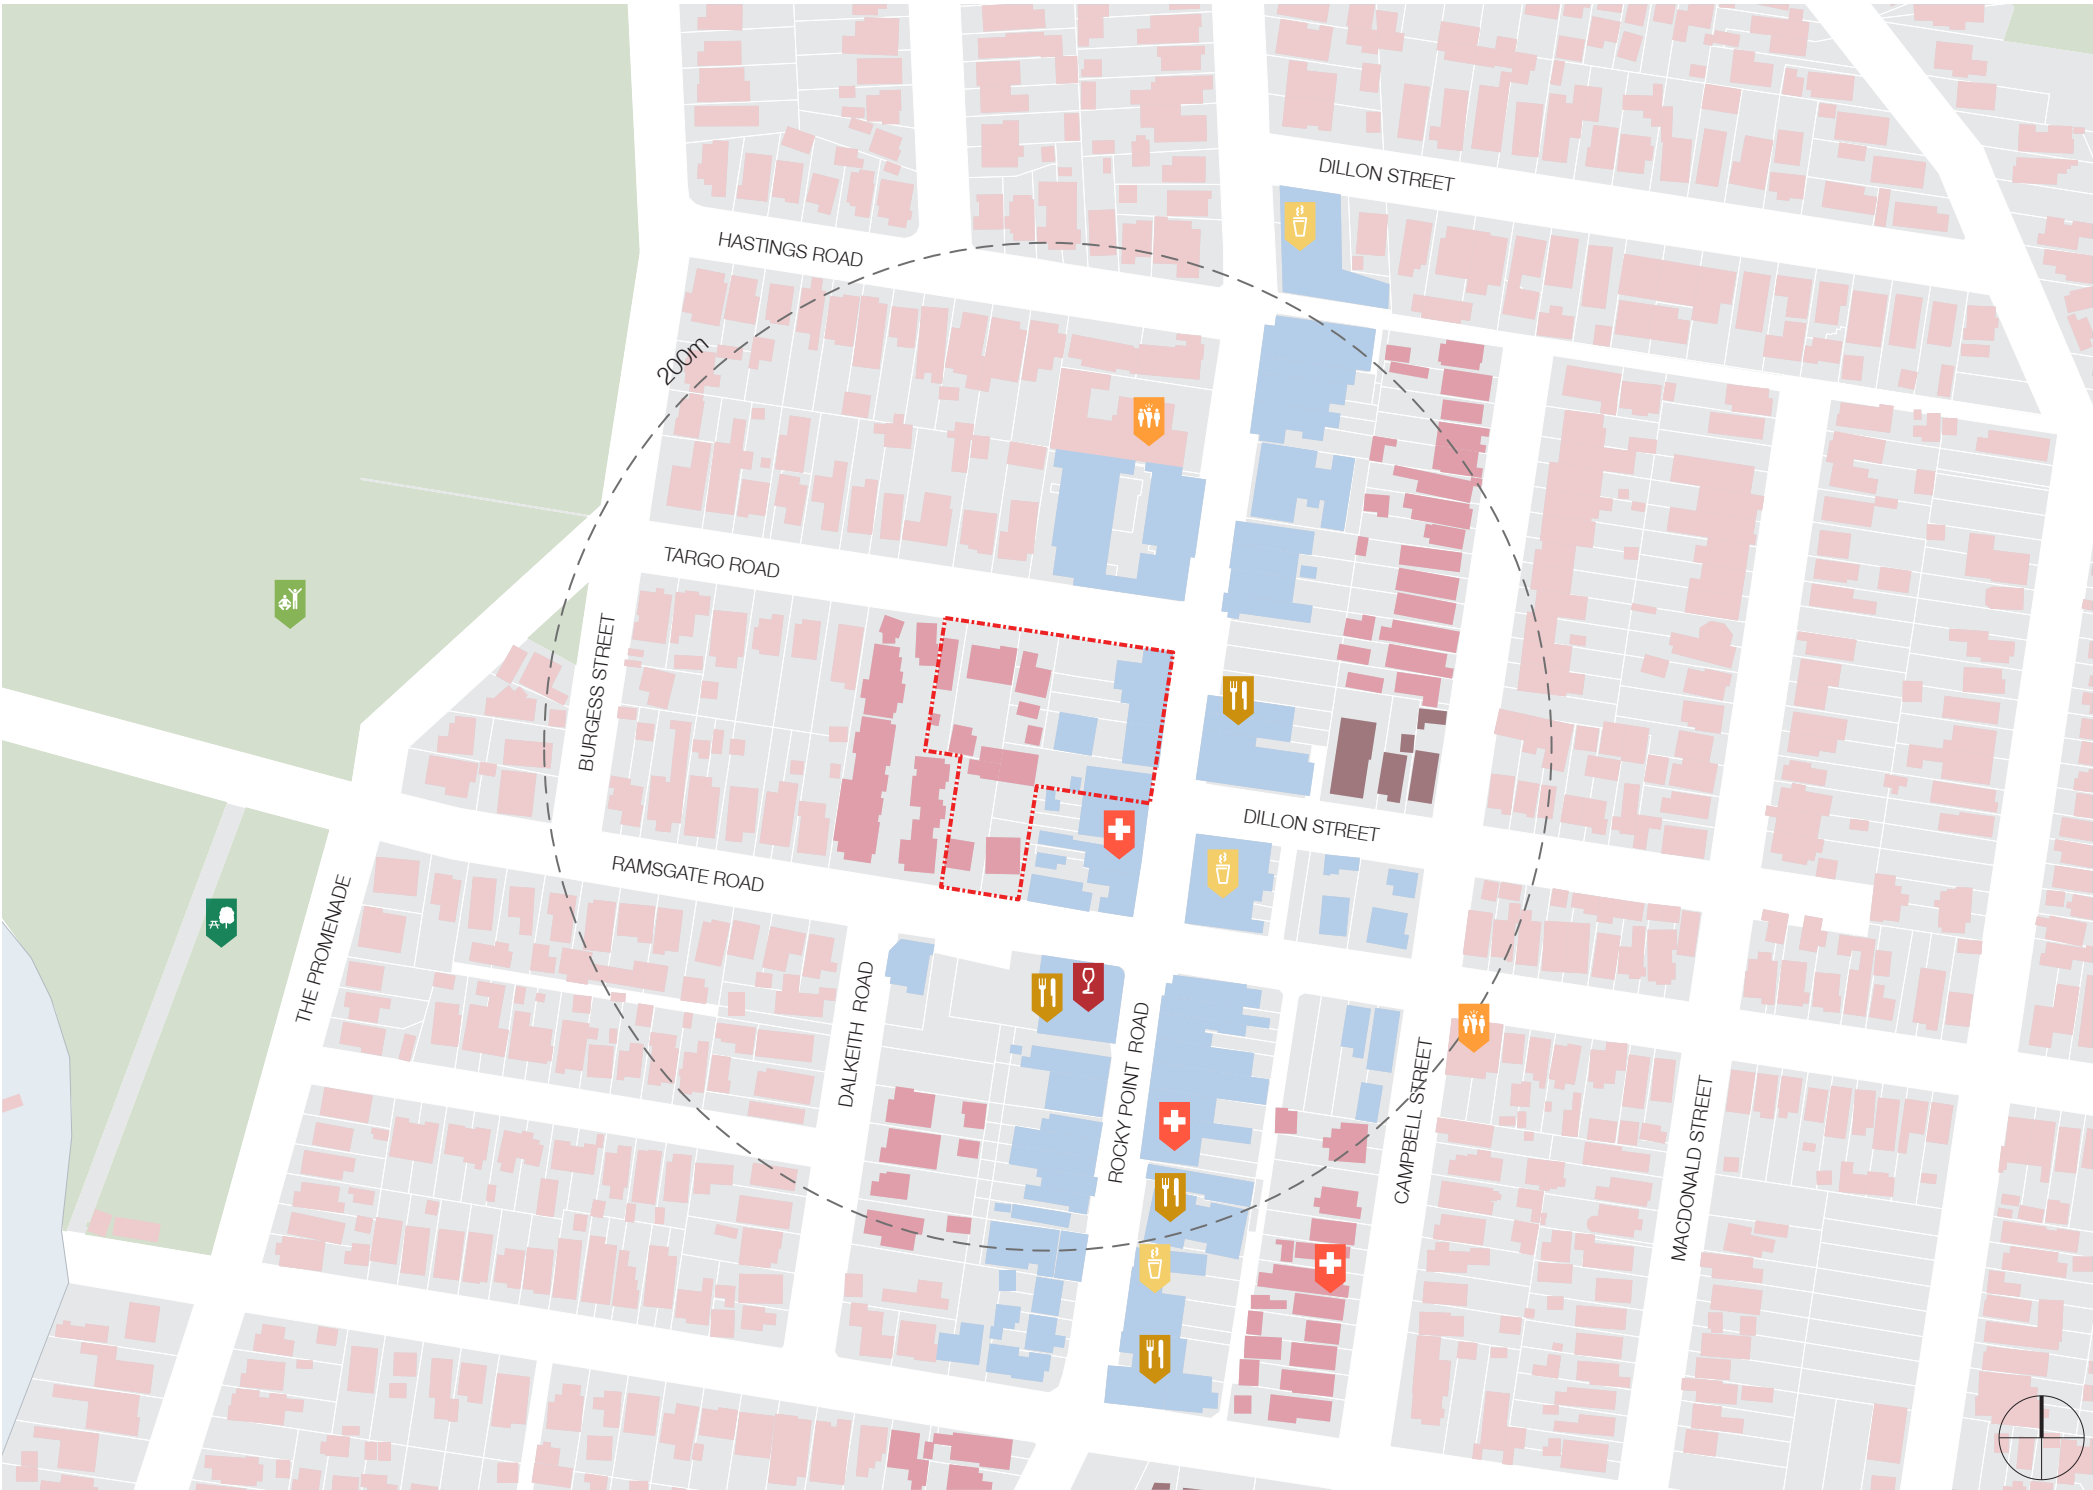 DILLON STREET
HASTINGS ROAD
200m
TARGO ROAD
BURGESS STREET
DILLON STREET
RAMSGATE ROAD
THE PROMENADE
DALKEITH ROAD
ROCKY POINT ROAD
CAMPBELL STREET
MACDONALD STREET